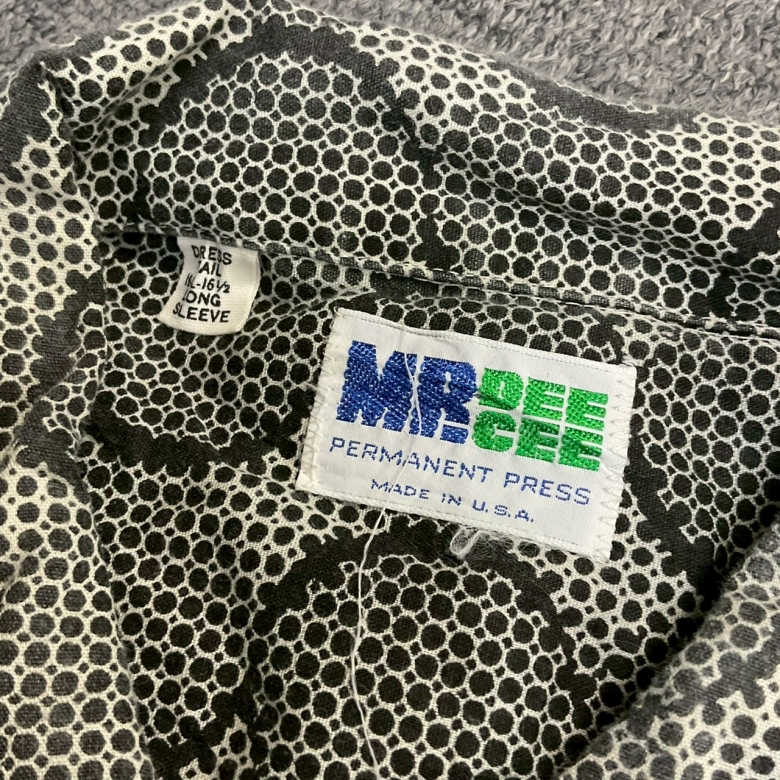 DRESS
TAIL
16½
LONG
SLEEVE
MR. DEE CEE
PERMANENT PRESS
MADE IN U.S.A.